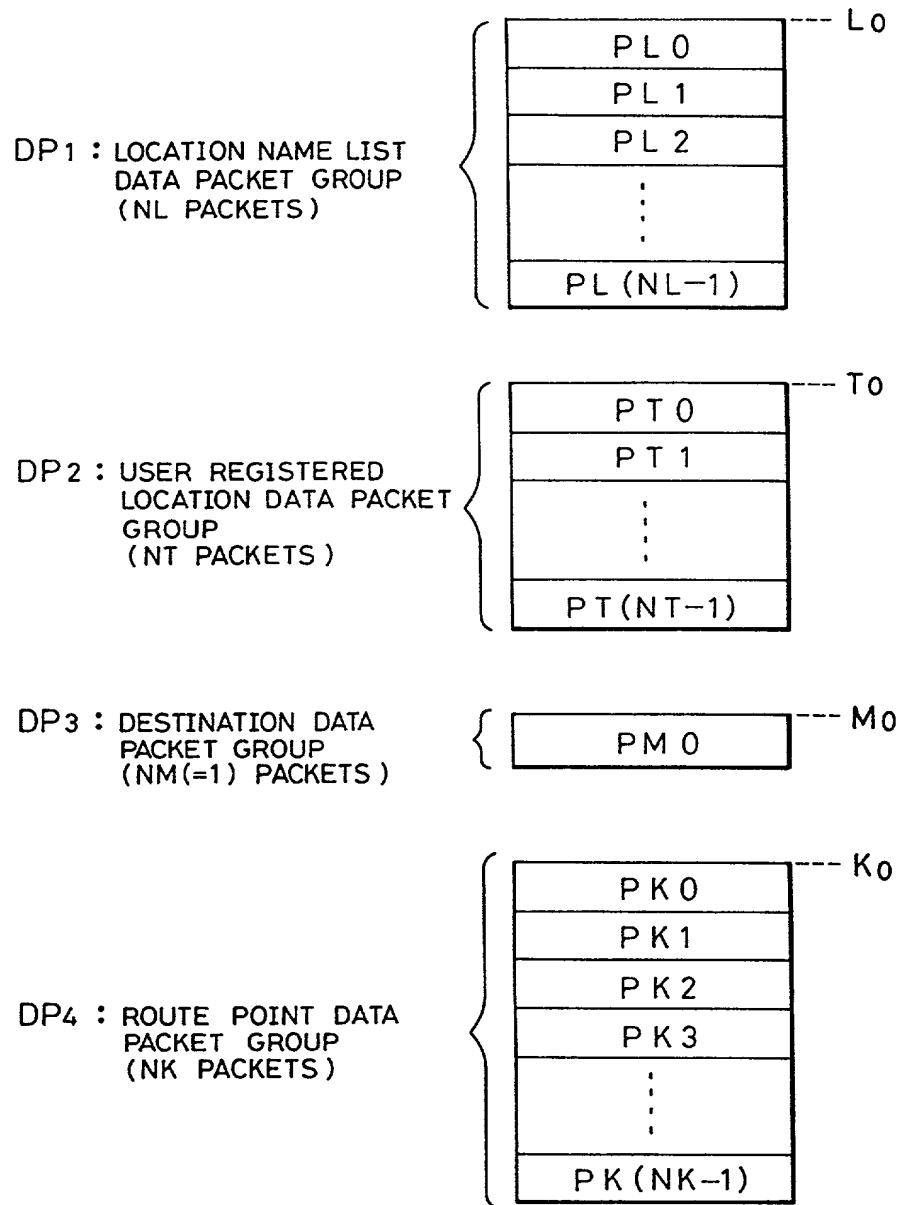 L0
PL0
PL1
PL2
PL(NL-1)
DP1 : LOCATION NAME LIST
DATA PACKET GROUP
(NL PACKETS)
T0
PT0
PT1
PT(NT-1)
DP2 : USER REGISTERED
LOCATION DATA PACKET
GROUP
(NT PACKETS)
M0
PM0
DP3 : DESTINATION DATA
PACKET GROUP
(NM(=1) PACKETS)
K0
PK0
PK1
PK2
PK3
PK(NK-1)
DP4 : ROUTE POINT DATA
PACKET GROUP
(NK PACKETS)